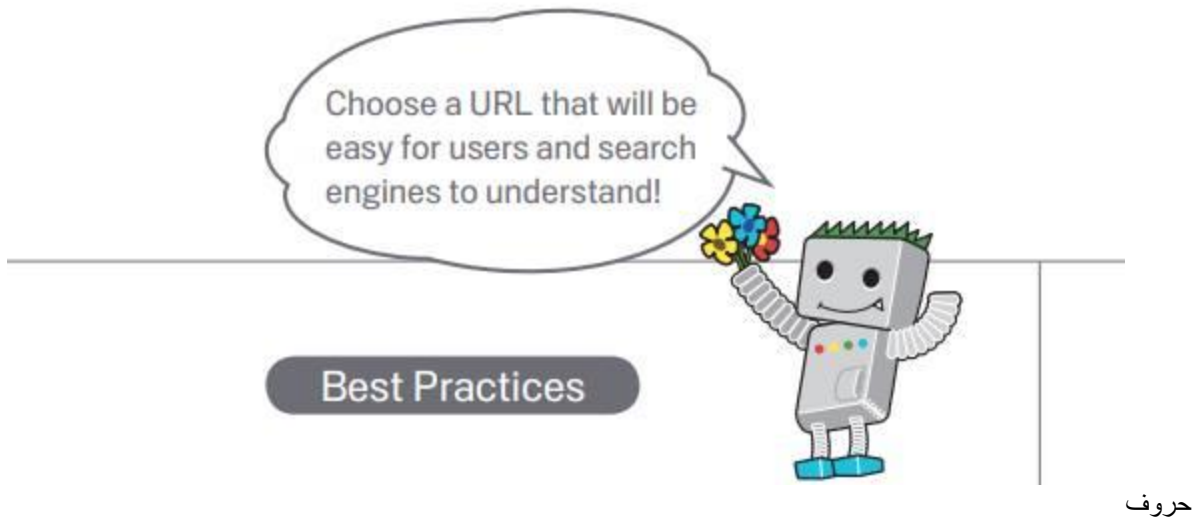 Choose a URL that will be
easy for users and search
engines to understand!
Best Practices
حروف